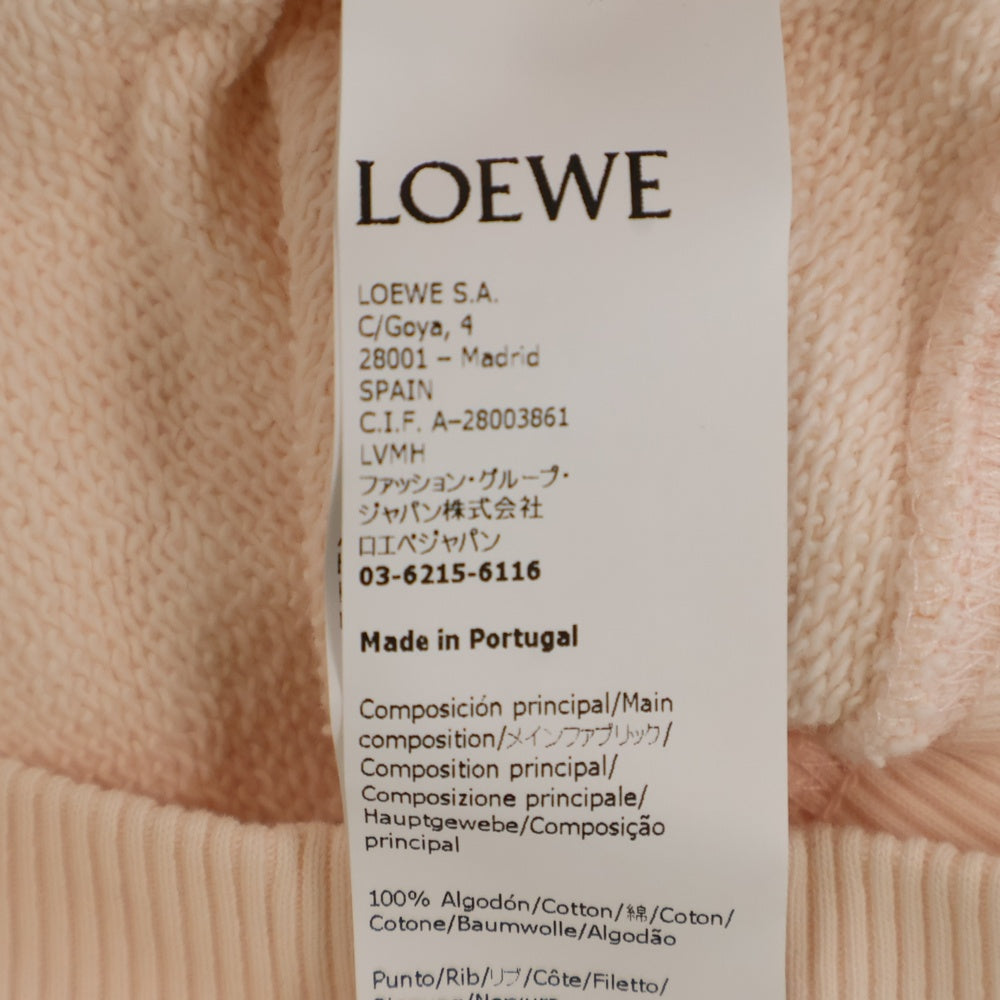 LOEWE
LOEWE S.A.
C/Goya, 4
28001 – Madrid
SPAIN
C.I.F. A-28003861
LVMH
ファッション・グループ・
ジャパン株式会社
ロエベジャパン
03-6215-6116
Made in Portugal
Composición principal/Main
composition/メインファブリック/
Composition principal/
Composizione principale/
Hauptgewebe/Composição
principal
100% Algodón/Cotton/綿/Coton/
Cotone/Baumwolle/Algodão
Punto/Rib/リブ/Côte/Filetto/